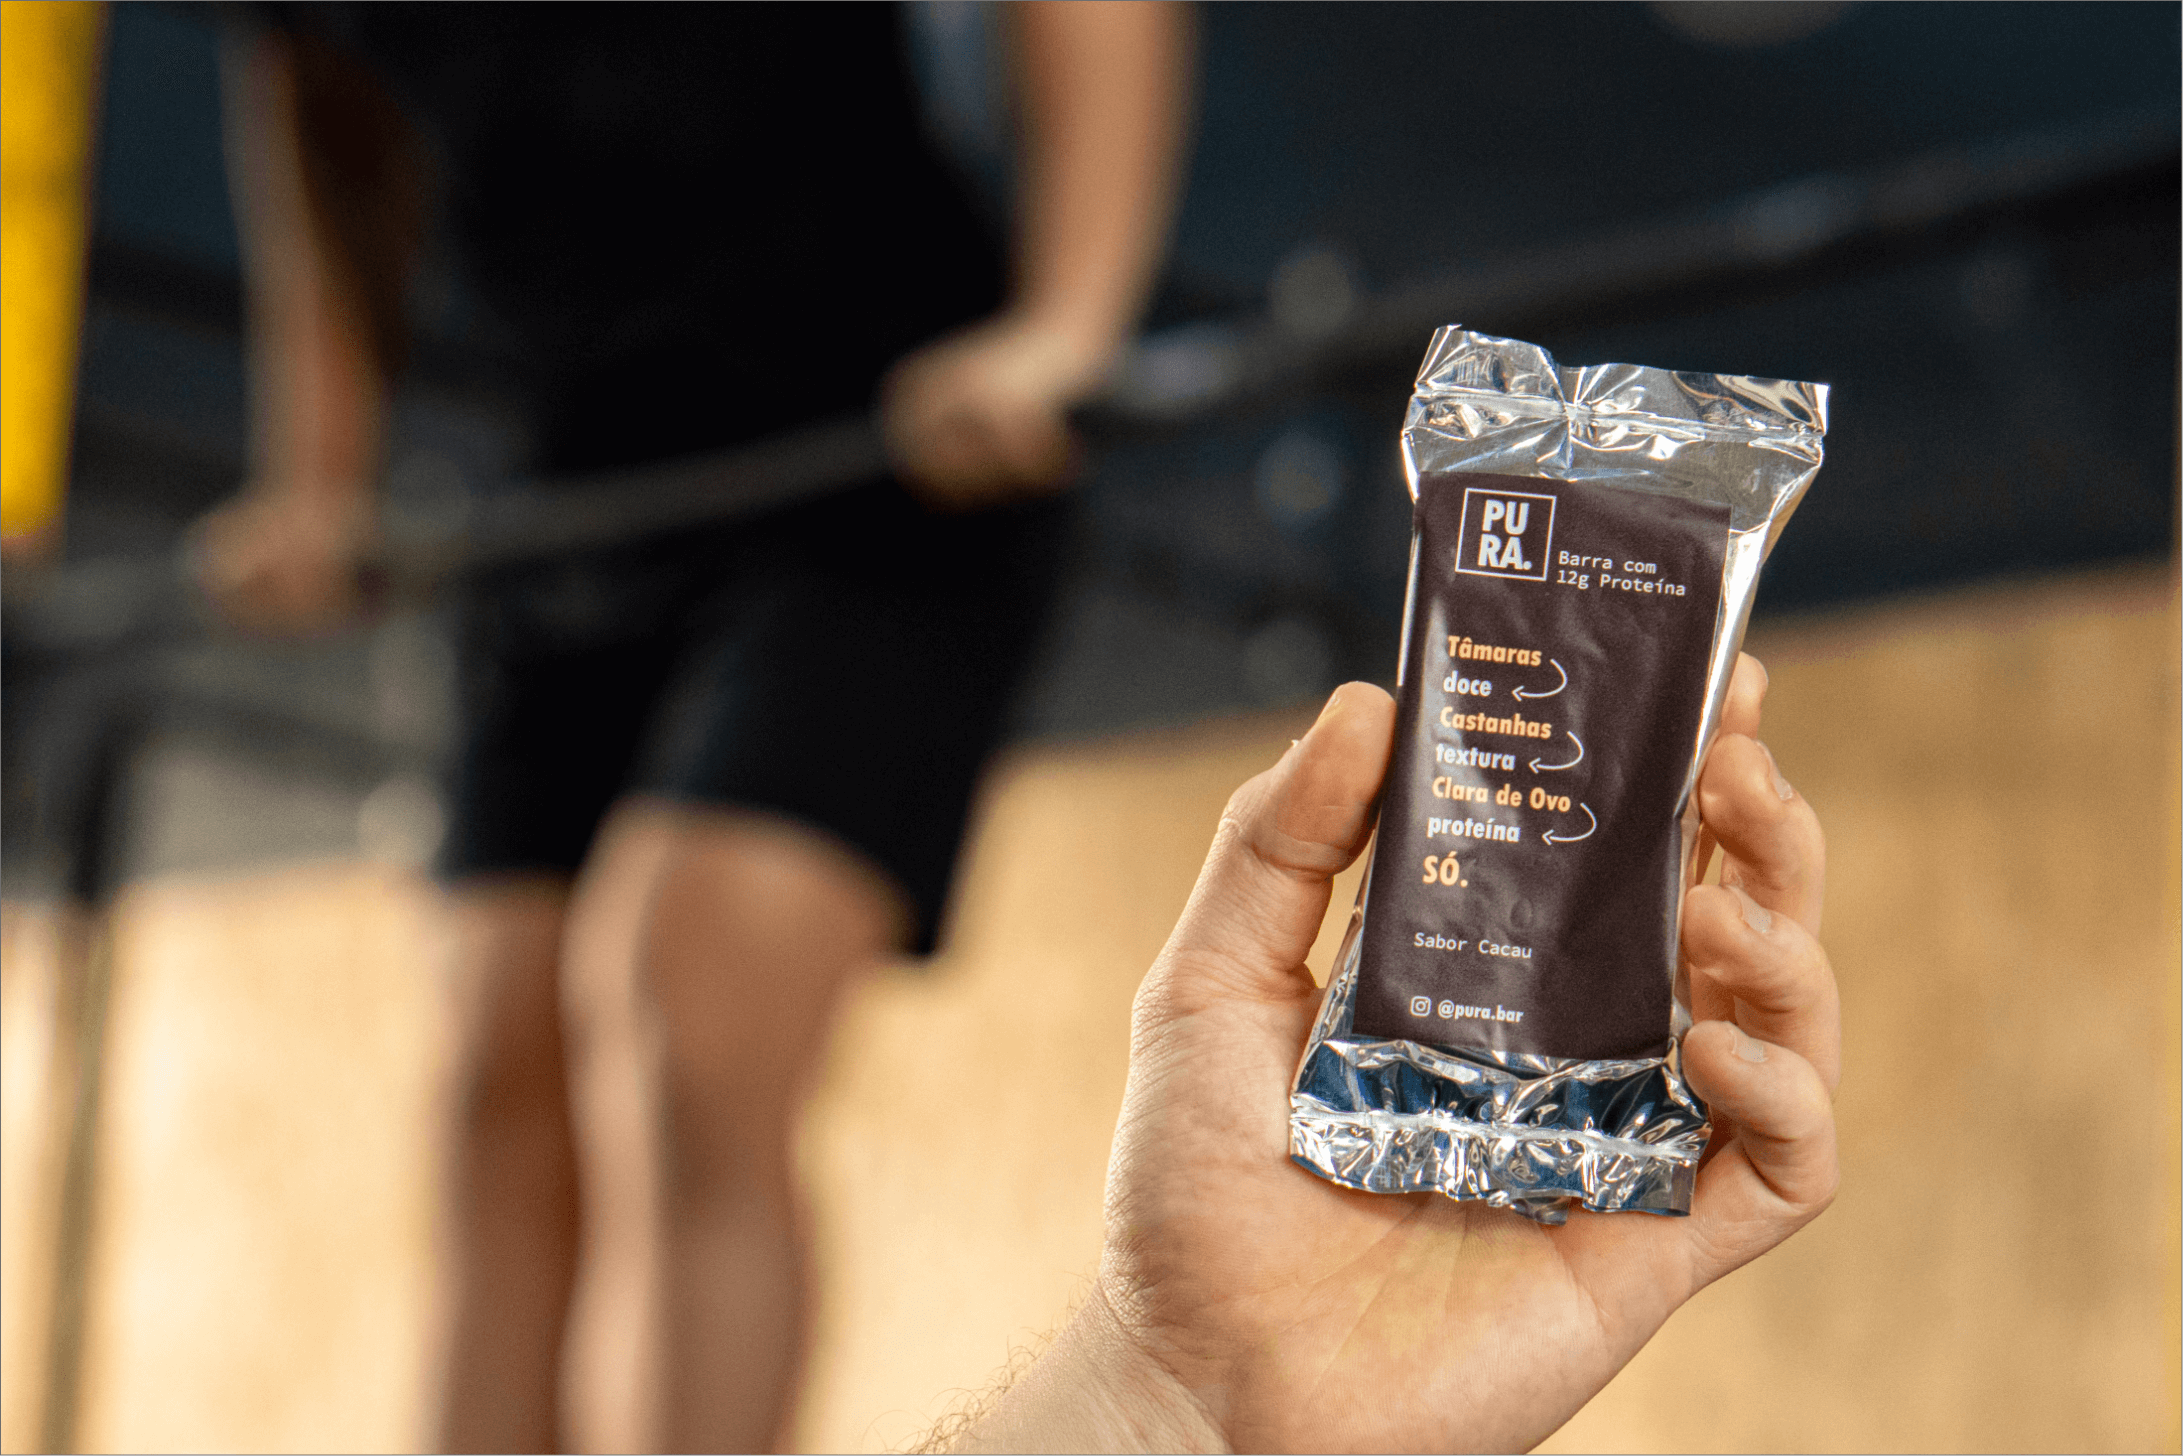 PU
RA.
Barra com
12g Proteína
Tâmaras
doce
Castanhas
textura
Clara de Ovo
proteína
SÓ.
Sabor Cacau
@pura.bar